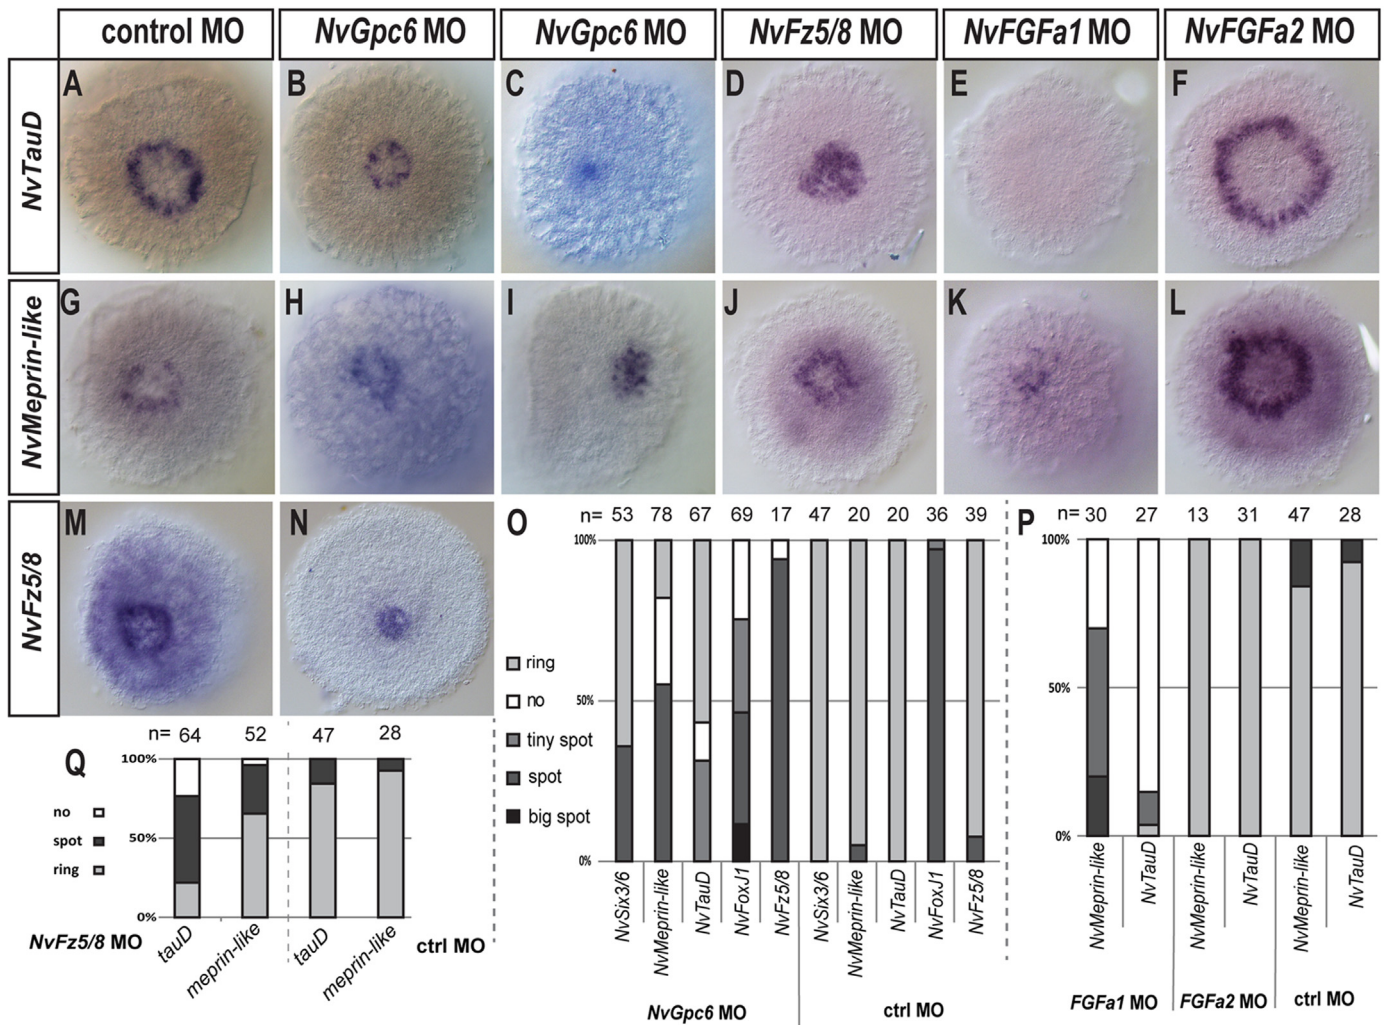 control MO NvGpc6 MO NvGpc6 MO NvFz5/8 MO NvFGFa1 MO NvFGFa2 MO
NvTauD
A B C D E F
NvMeprin-like
G H I J K L
NvFz5/8
M N
O
n= 53 78 67 69 17 47 20 20 36 39
100%
50%
0%
ring
no
tiny spot
spot
big spot
NvSix3/6 NvMeprin-like NvTauD NvFoxJ1 NvFz5/8 NvSix3/6 NvMeprin-like NvTauD NvFoxJ1 NvFz5/8
NvGpc6 MO ctrl MO
P
n= 30 27 13 31 47 28
100%
50%
0%
NvMeprin-like NvTauD NvMeprin-like NvTauD NvMeprin-like NvTauD
FGFa1 MO FGFa2 MO ctrl MO
Q
n= 64 52 47 28
100%
50%
0%
no
spot
ring
NvFz5/8 MO tauD meprin-like tauD meprin-like ctrl MO